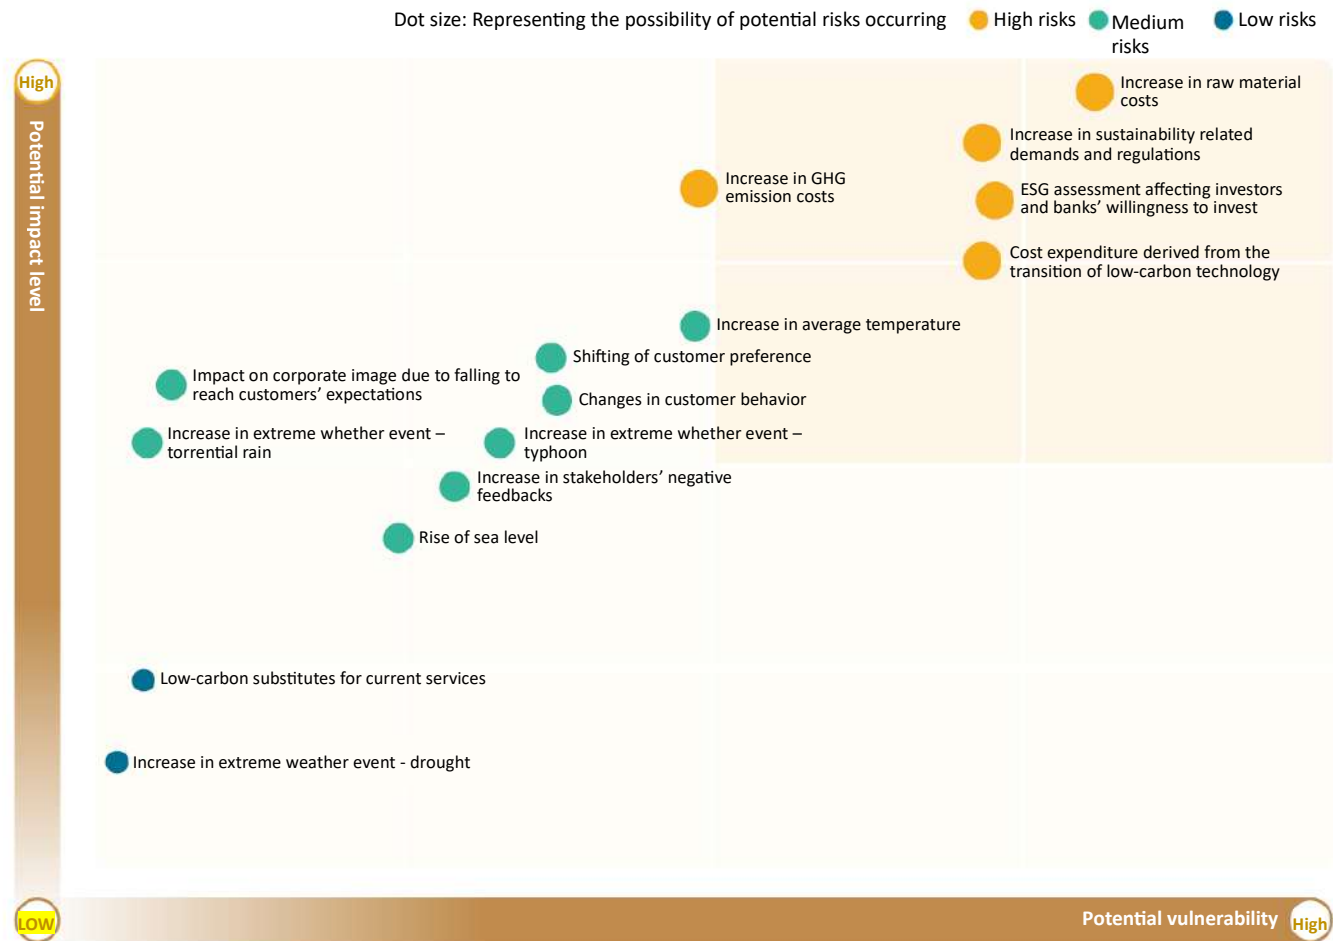 Dot size: Representing the possibility of potential risks occurring
High risks
Medium
risks
Low risks
High
Potential impact level
Increase in raw material
costs
Increase in sustainability related
demands and regulations
Increase in GHG
emission costs
ESG assessment affecting investors
and banks’ willingness to invest
Cost expenditure derived from the
transition of low-carbon technology
Increase in average temperature
Shifting of customer preference
Impact on corporate image due to falling to
reach customers’ expectations
Changes in customer behavior
Increase in extreme whether event –
torrential rain
Increase in extreme whether event –
typhoon
Increase in stakeholders’ negative
feedbacks
Rise of sea level
Low-carbon substitutes for current services
Increase in extreme weather event - drought
LOW
Potential vulnerability
High